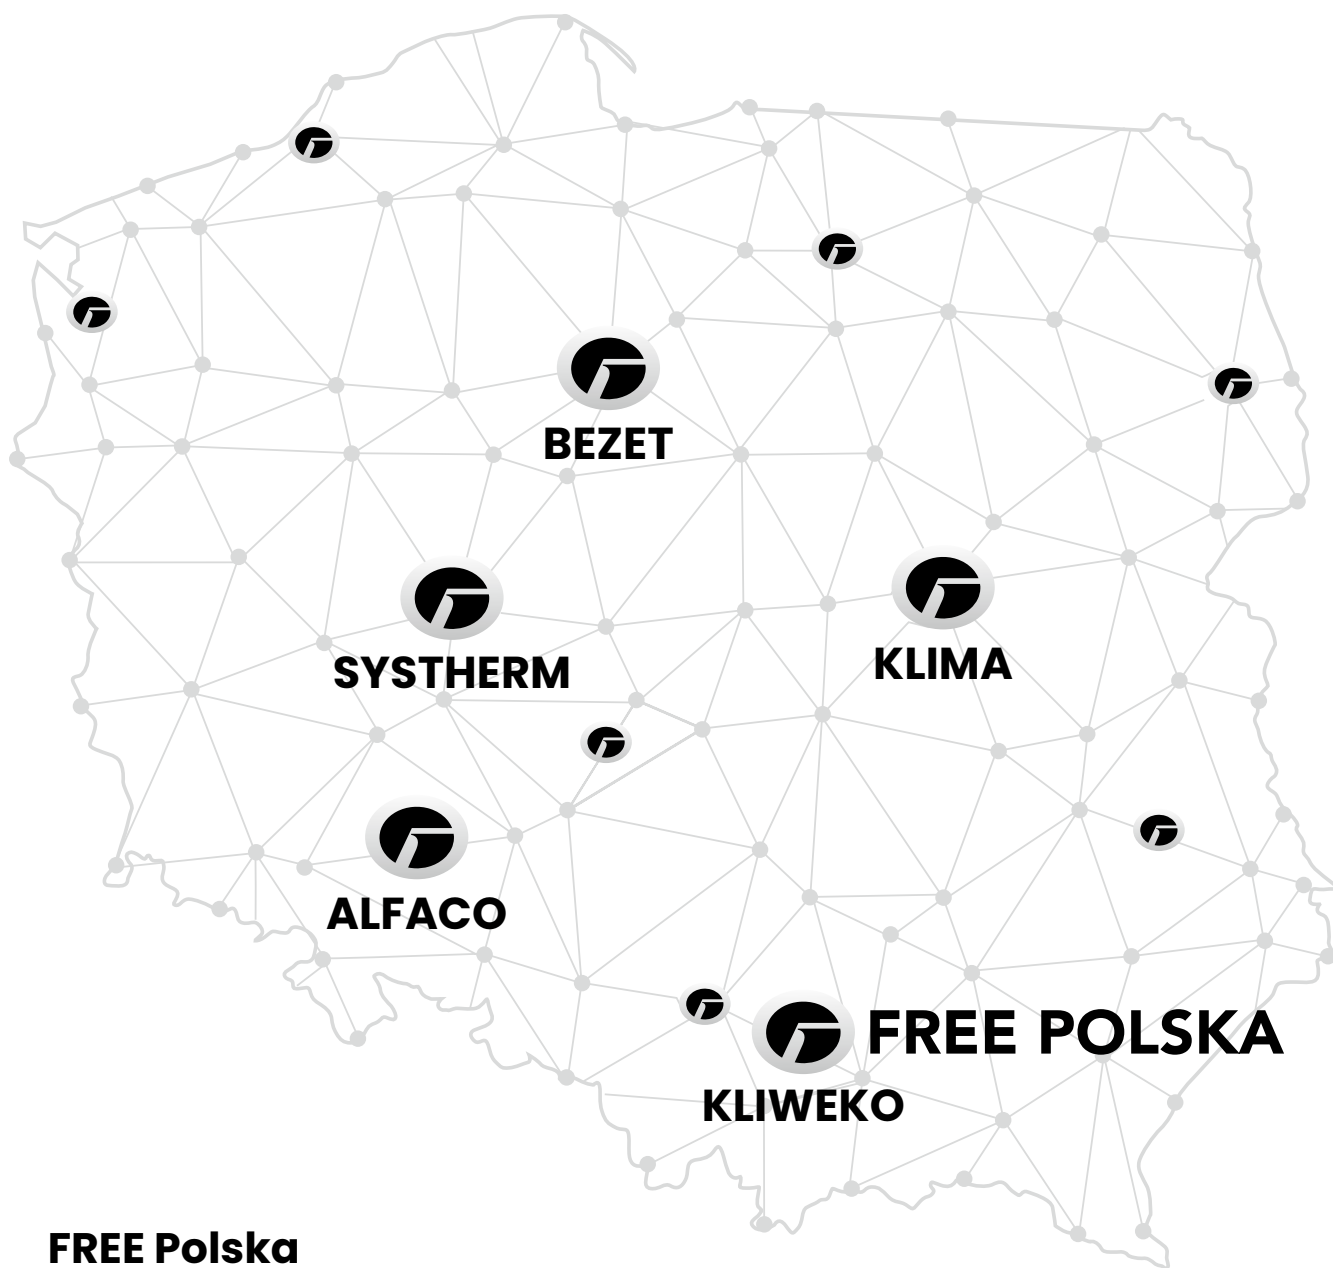 BEZET
SYSTHERM
KLIMA
ALFACO
FREE POLSKA
KLIWEKO
FREE Polska